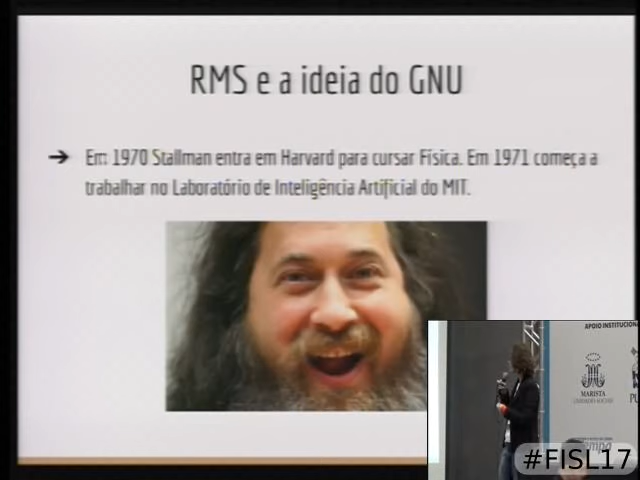 RMS e a ideia do GNU
Em 1970 Stallman entra em Harvard para cursar Física. Em 1971 começa a
trabalhar no Laboratório de Inteligência Artificial do MIT.
APOIO INSTITUCIONAL
MARISTA
#FISL17